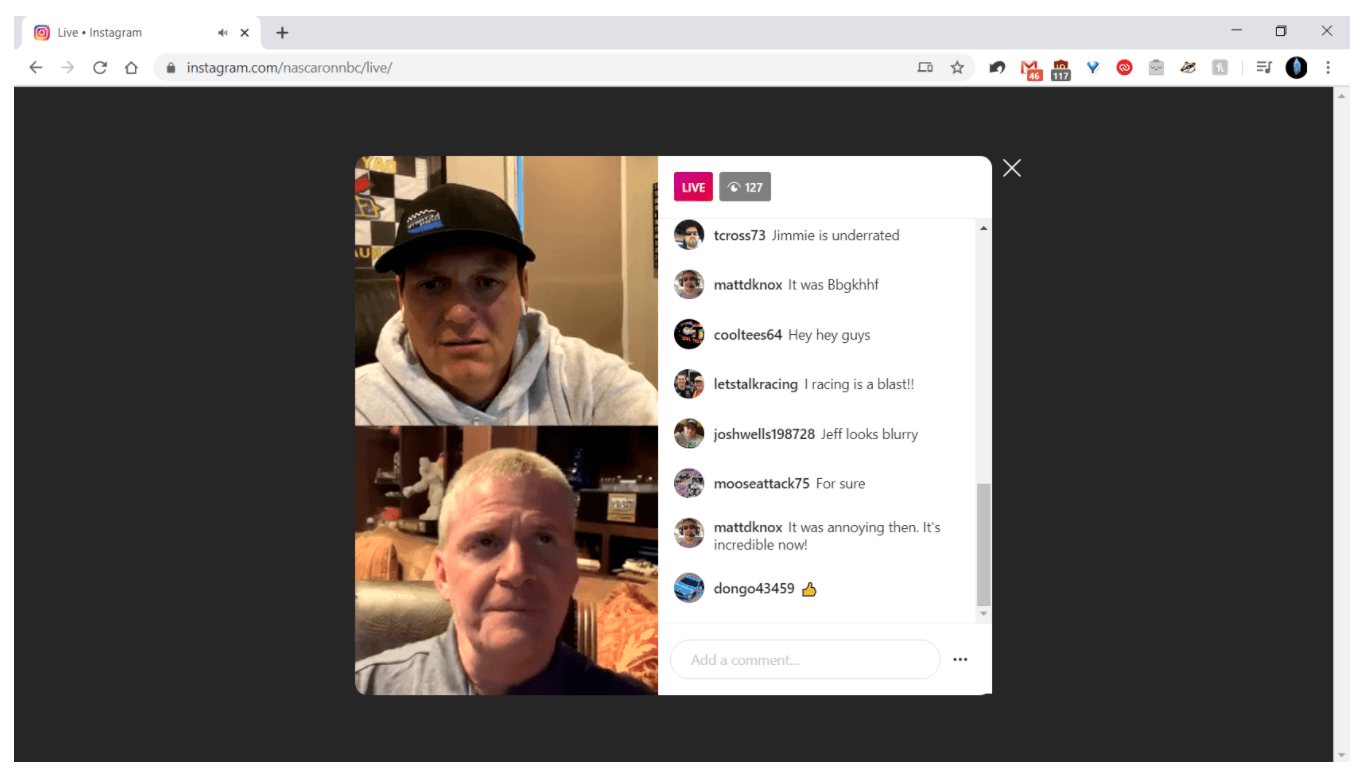 Live • Instagram
instagram.com/nascaronnbc/live/
46
117
LIVE 127
tcross73 Jimmie is underrated
mattdknox It was Bbgkhhf
cooltees64 Hey hey guys
letstalkracing I racing is a blast!!
joshwells198728 Jeff looks blurry
mooseattack75 For sure
mattdknox It was annoying then. It's
incredible now!
dongo43459 👍
Add a comment...